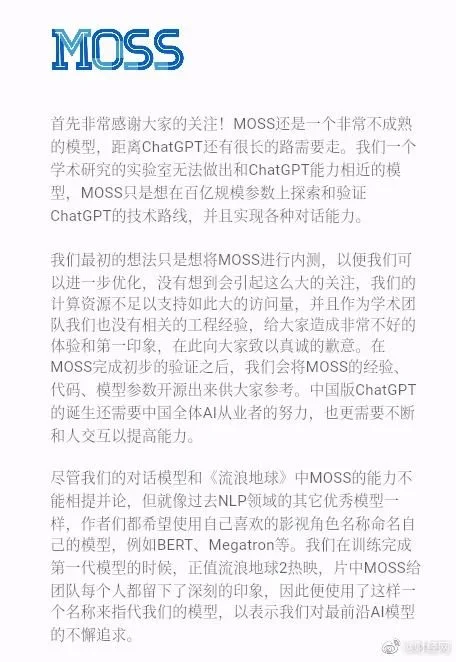 MOSS
首先非常感谢大家的关注！MOSS还是一个非常不成熟
的模型，距离ChatGPT还有很长的路需要走。我们一个
学术研究的实验室无法做出和ChatGPT能力相近的模
型，MOSS只是想在百亿规模参数上探索和验证
ChatGPT的技术路线，并且实现各种对话能力。
我们最初的想法只是想将MOSS进行内测，以便我们可
以进一步优化，没有想到会引起这么大的关注，我们的
计算资源不足以支持如此大的访问量，并且作为学术团
队我们也没有相关的工程经验，给大家造成非常不好的
体验和第一印象，在此向大家致以真诚的歉意。在
MOSS完成初步的验证之后，我们会将MOSS的经验、
代码、模型参数开源出来供大家参考。中国版ChatGPT
的诞生还需要中国全体AI从业者的努力，也更需要不断
和人交互以提高能力。
尽管我们的对话模型和《流浪地球》中MOSS的能力不
能相提并论，但就像过去NLP领域的其它优秀模型一
样，作者们都希望使用自己喜欢的影视角色名称命名自
己的模型，例如BERT、Megatron等。我们在训练完成
第一代模型的时候，正值流浪地球2热映，片中MOSS给
团队每个人都留下了深刻的印象，因此便使用了这样一
个名称来指代我们的模型，以表示我们对最前沿AI模型
的不懈追求。